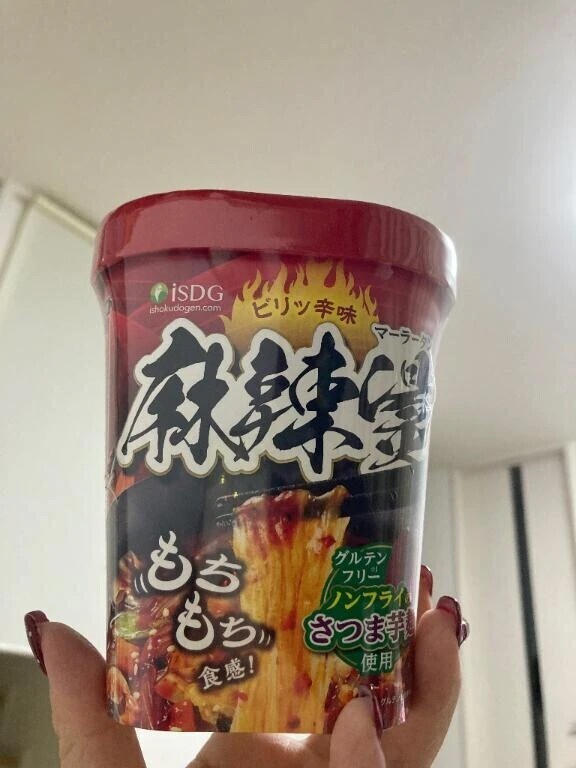 iSDG
ishokudogen.com
ピリッ辛味
マーラータン
麻辣湯
もち
もち
食感!
グルテン
フリー
ノンフライ
さつま芋麺
使用